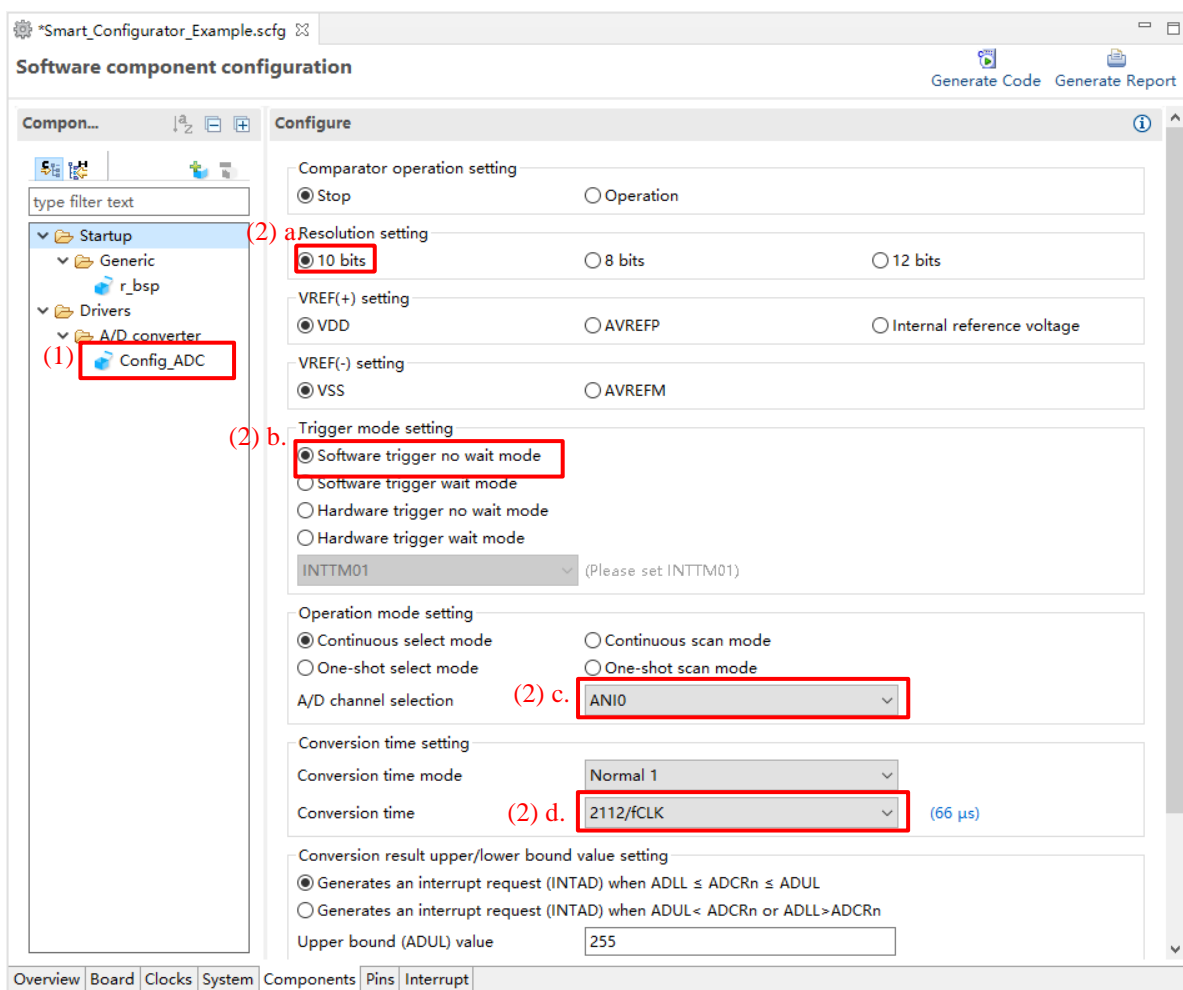 *Smart_Configurator_Example.scfg
Software component configuration
Generate Code Generate Report
Compon...
Configure
type filter text
Startup
Generic
r_bsp
Drivers
A/D converter
(1) Config_ADC
Comparator operation setting
Stop Operation
(2) a. Resolution setting
10 bits 8 bits 12 bits
VREF(+) setting
VDD AVREFP Internal reference voltage
VREF(-) setting
VSS AVREFM
(2) b. Trigger mode setting
Software trigger no wait mode
Software trigger wait mode
Hardware trigger no wait mode
Hardware trigger wait mode
INTTM01 (Please set INTTM01)
Operation mode setting
Continuous select mode Continuous scan mode
One-shot select mode One-shot scan mode
A/D channel selection (2) c. ANI0
Conversion time setting
Conversion time mode Normal 1
Conversion time (2) d. 2112/fCLK (66 μs)
Conversion result upper/lower bound value setting
Generates an interrupt request (INTAD) when ADLL ≤ ADCRn ≤ ADUL
Generates an interrupt request (INTAD) when ADUL< ADCRn or ADLL>ADCRn
Upper bound (ADUL) value 255
Overview Board Clocks System Components Pins Interrupt